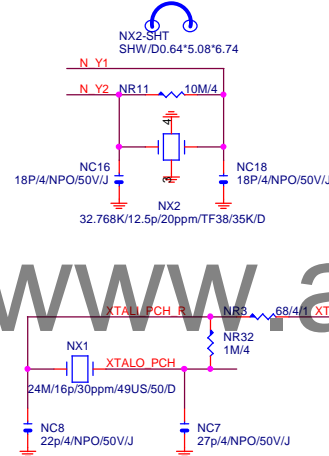 NX2-SHT
SHW/D0.64*5.08*6.74
N_Y1
N_Y2 NR11 10M/4
4
NC16
18P/4/NPO/50V/J
NC18
18P/4/NPO/50V/J
3
NX2
32.768K/12.5p/20ppm/TF38/35K/D
www.a
XTALI_PCH_R NR3 68/4/1 XT
NR32
1M/4
NX1
XTALO_PCH
24M/16p/30ppm/49US/50/D
NC8
22p/4/NPO/50V/J
NC7
27p/4/NPO/50V/J